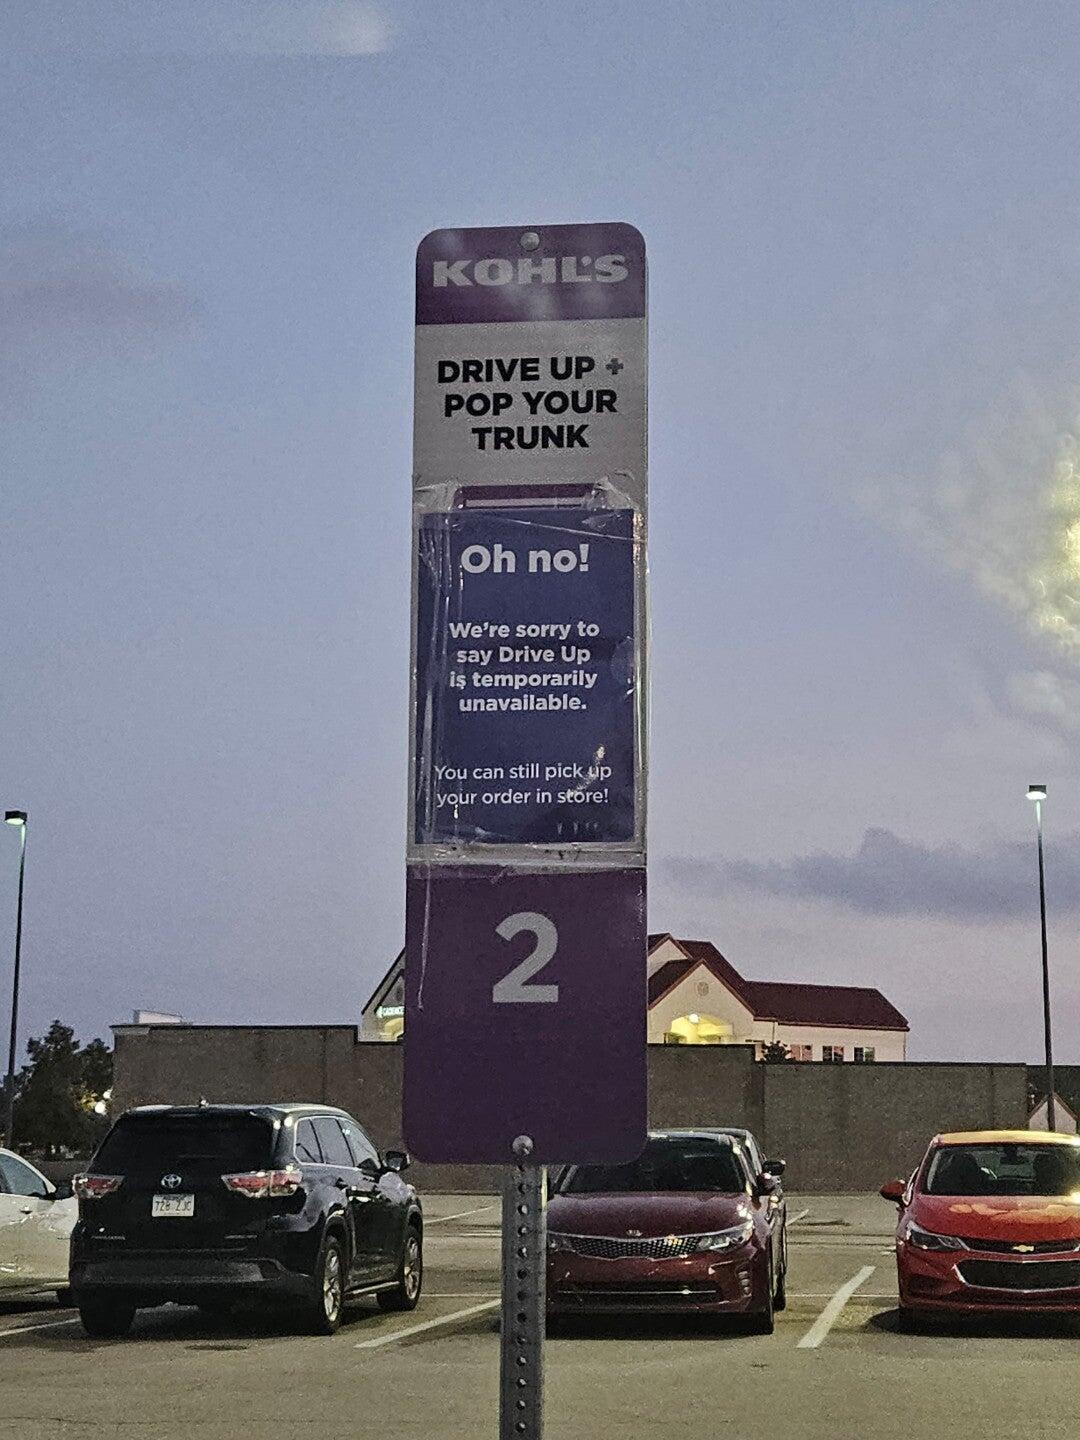 KOHL'S
DRIVE UP +
POP YOUR
TRUNK
Oh no!
We're sorry to
say Drive Up
is temporarily
unavailable.
You can still pick up
your order in store!
2